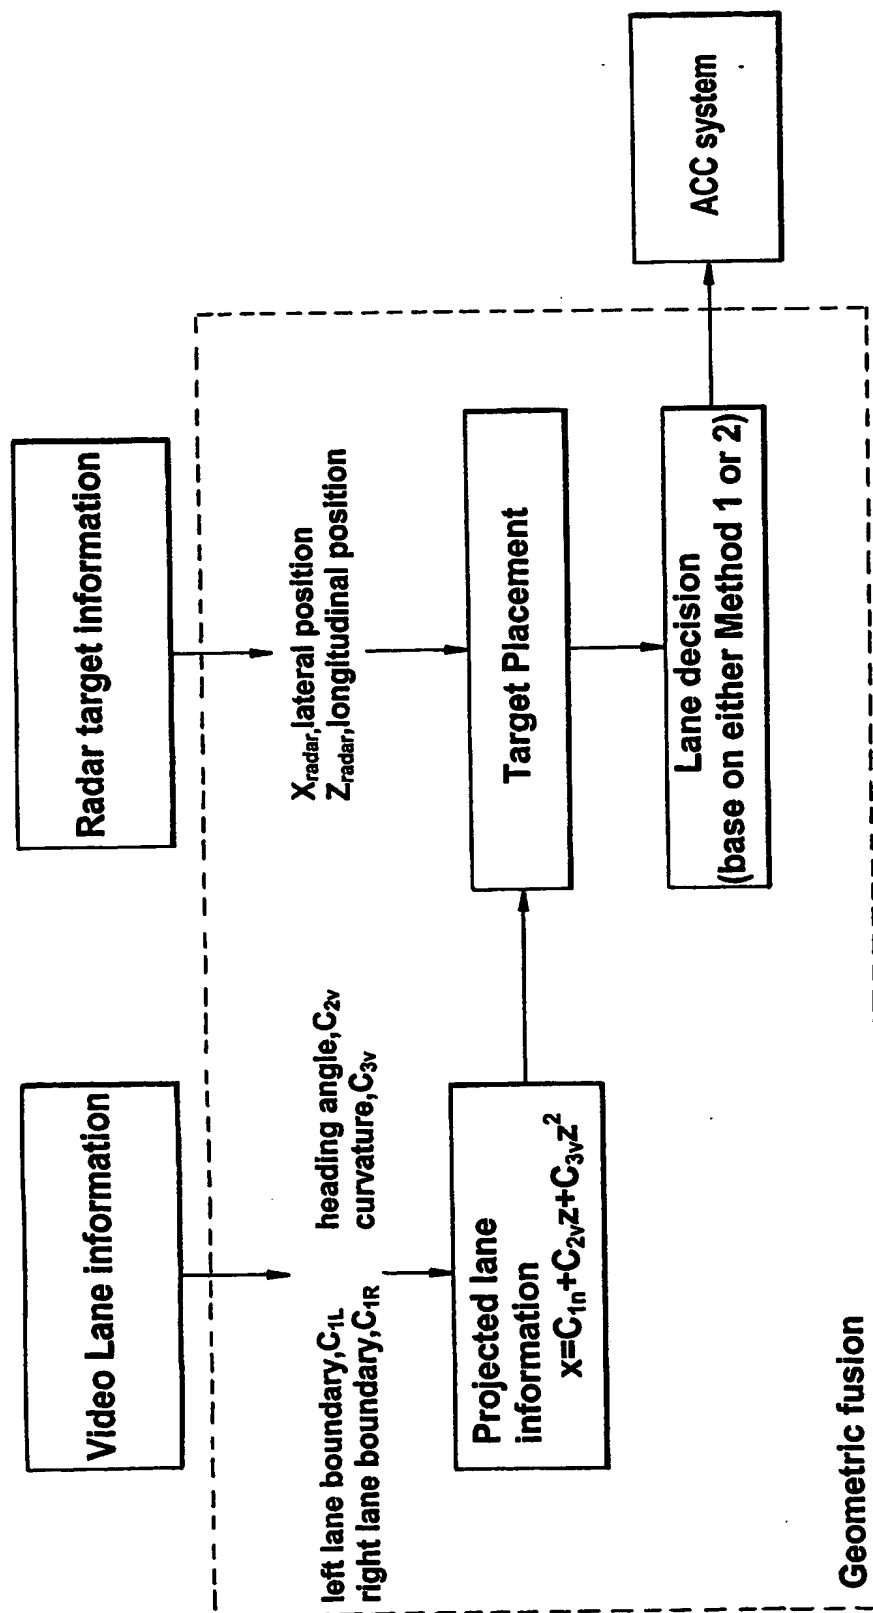 Video Lane information
Radar target information
left lane boundary,C1L
right lane boundary,C1R
heading angle,C2v
curvature,C3v
Xradar,lateral position
Zradar,longitudinal position
Projected lane
information
x=C1n+C2vz+C3vz²
Target Placement
Lane decision
(base on either Method 1 or 2)
ACC system
Geometric fusion